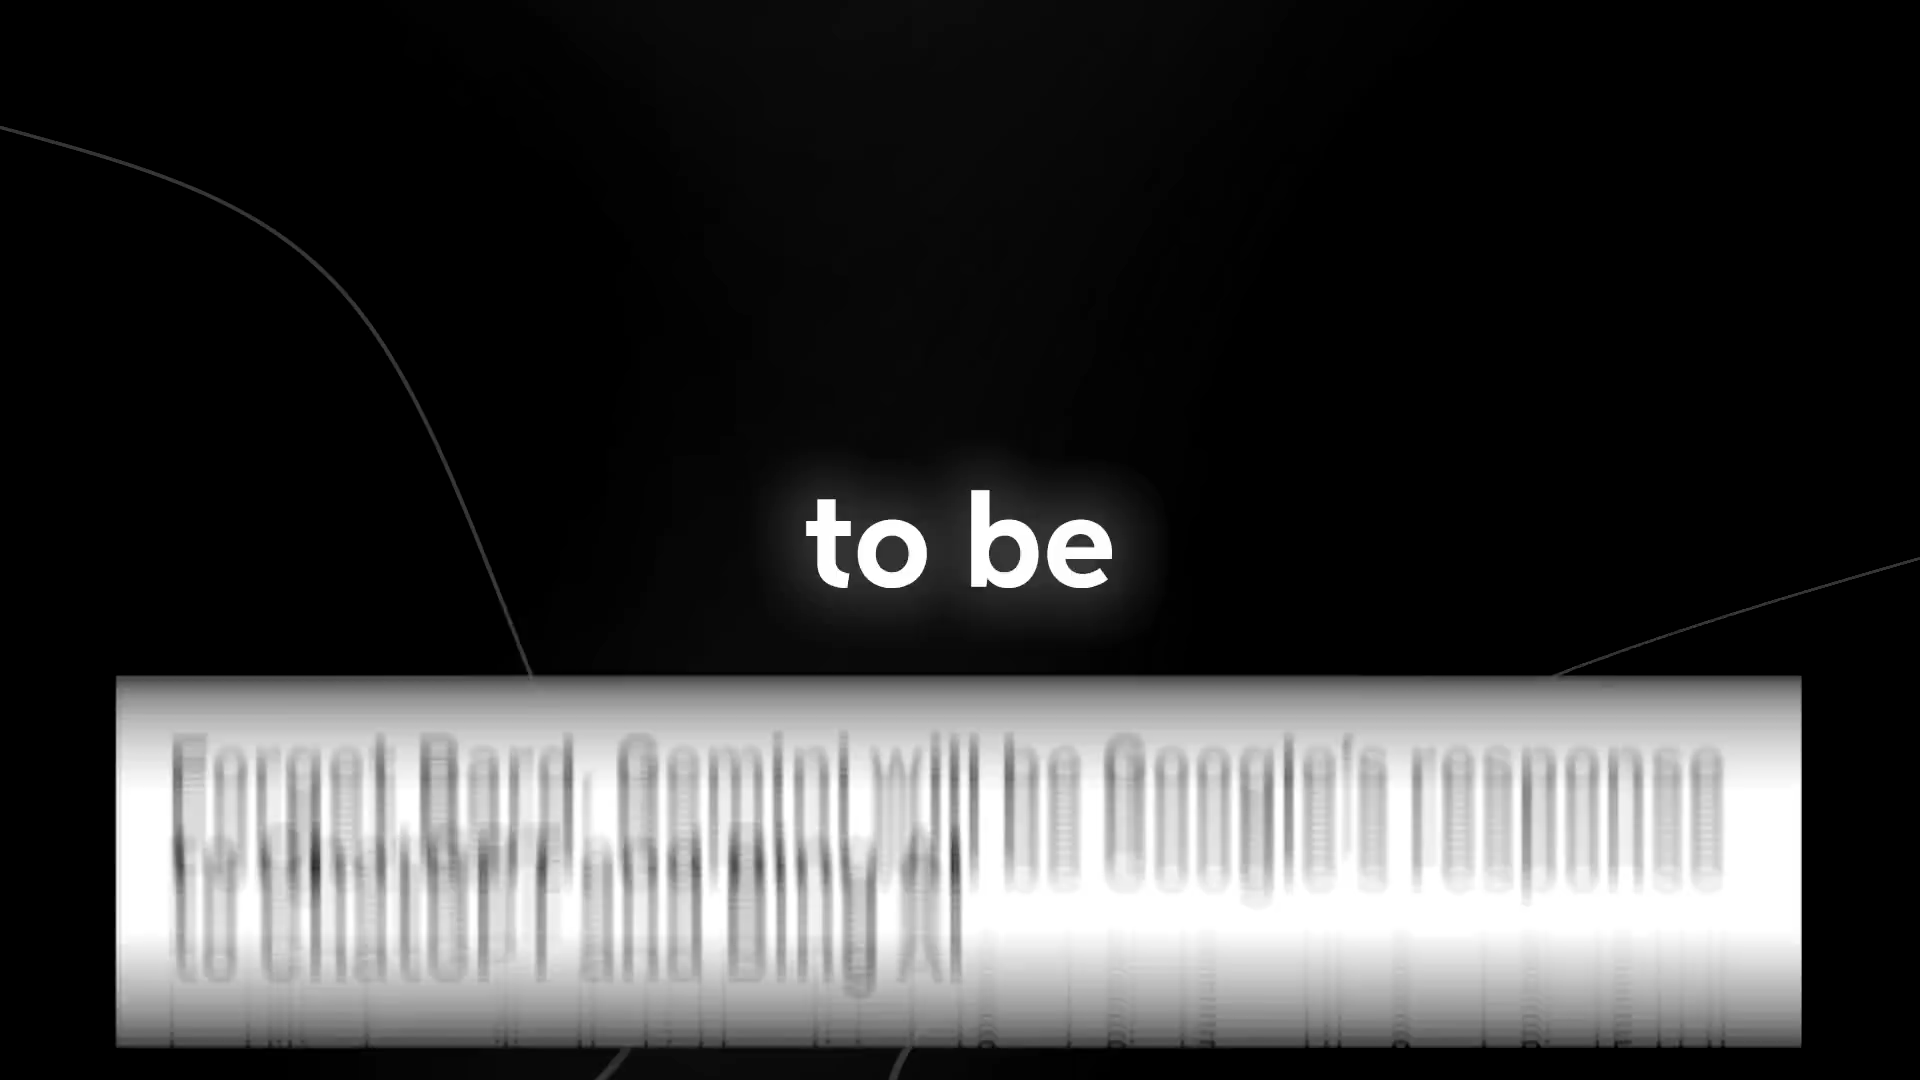 to be
Forget Bard, Gemini will be Google's response
to ChatGPT and Bing AI